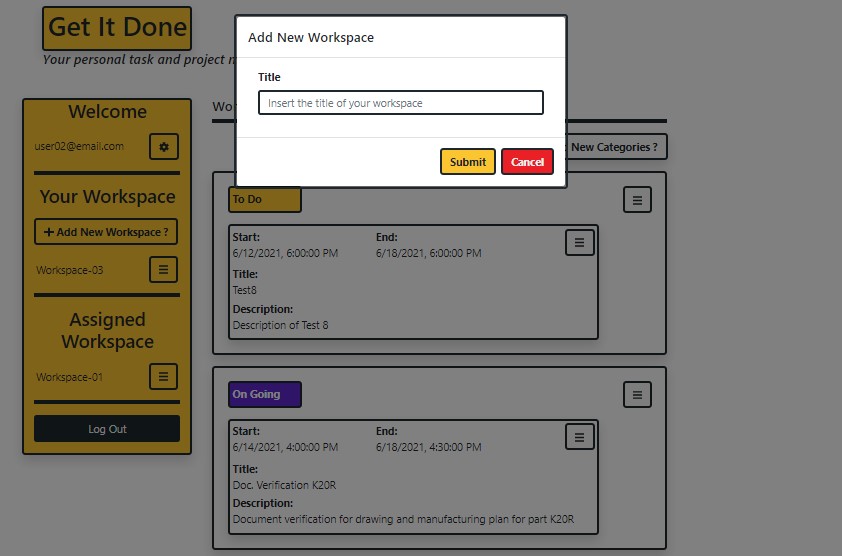 Get It Done
Your personal task and project m
Add New Workspace
Title
Insert the title of your workspace
Submit
Cancel
Welcome
user02@email.com
Your Workspace
Add New Workspace ?
Workspace-03
Assigned
Workspace
Workspace-01
Log Out
Wor
New Categories ?
To Do
Start: End:
6/12/2021, 6:00:00 PM 6/18/2021, 6:00:00 PM
Title:
Test8
Description:
Description of Test 8
On Going
Start: End:
6/14/2021, 4:00:00 PM 6/18/2021, 4:30:00 PM
Title:
Doc. Verification K20R
Description:
Document verification for drawing and manufacturing plan for part K20R